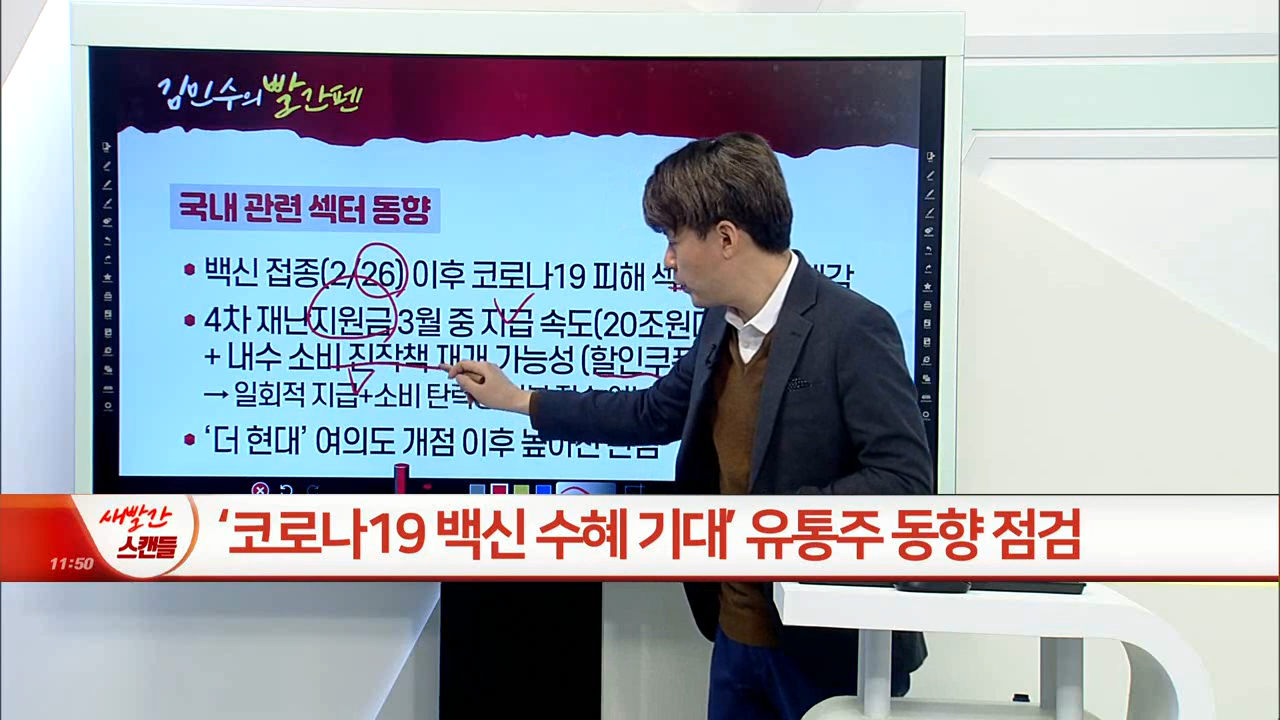 김민수의 빨간펜
국내 관련 섹터 동향
백신 접종(2/26) 이후 코로나19 피해
4차 재난지원금 3월 중 지급 속도(20조원
+ 내수 소비 진작책 재개 가능성 (할인쿠폰
→ 일회적 지급+소비 탄력
'더 현대' 여의도 개점 이후 높아진 관심
새빨간
스캔들
11:50
'코로나19 백신 수혜 기대' 유통주 동향 점검